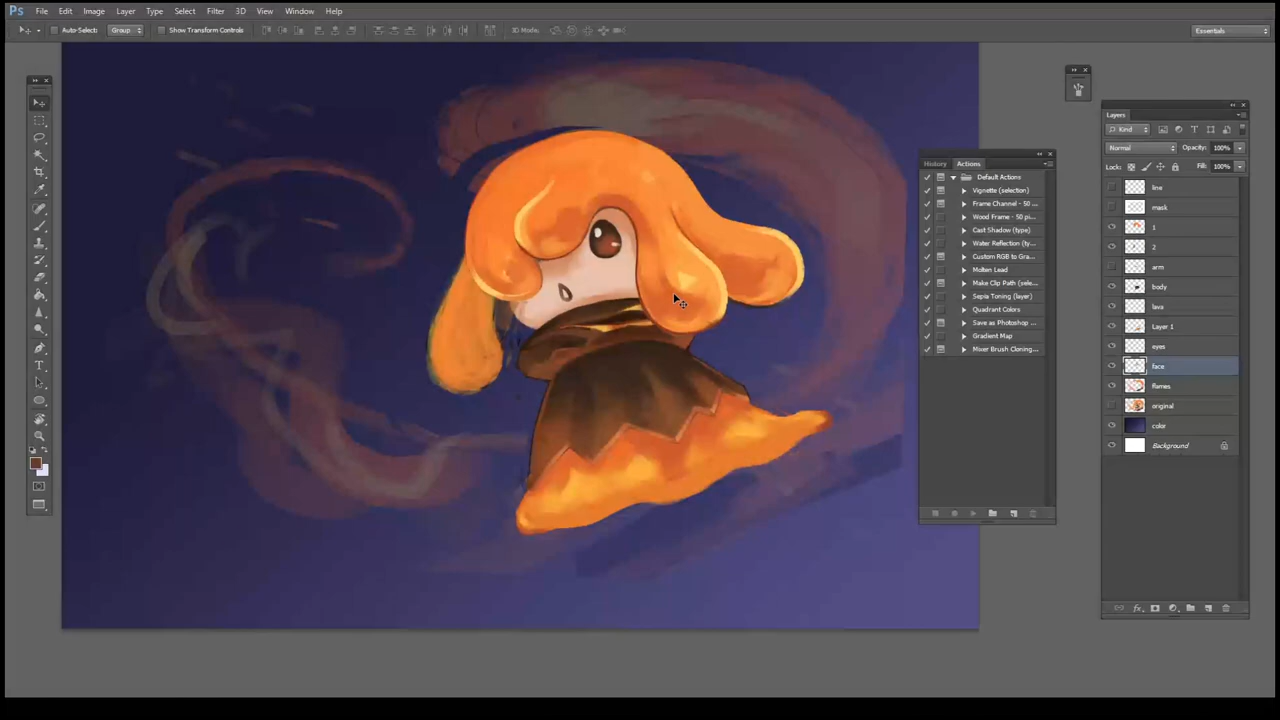 Ps File Edit Image Layer Type Select Filter 3D View Window Help
Auto-Select: Group Show Transform Controls 3D Mode: Essentials
Layers
Kind
Normal Opacity: 100%
Lock: Fill: 100%
line
mask
1
2
arm
body
lava
Layer 1
eyes
face
flames
original
color
Background
History Actions
Default Actions
Vignette (selection)
Frame Channel - 50 ...
Wood Frame - 50 pi...
Cast Shadow (type)
Water Reflection (ty...
Custom RGB to Gra...
Molten Lead
Make Clip Path (sele...
Sepia Toning (layer)
Quadrant Colors
Save as Photoshop ...
Gradient Map
Mixer Brush Cloning...